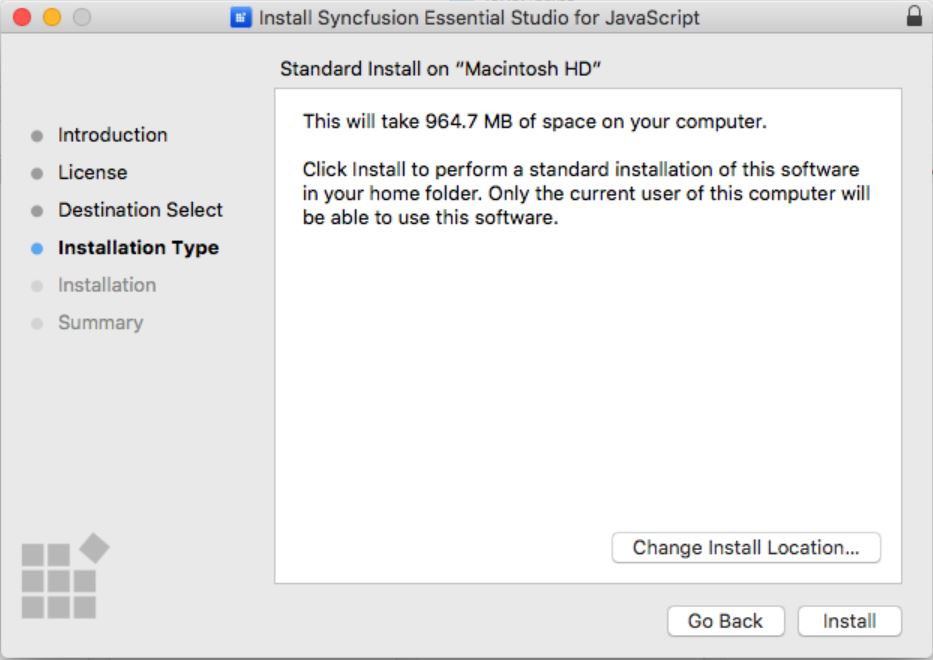 Install Syncfusion Essential Studio for JavaScript
Standard Install on “Macintosh HD”
Introduction
License
Destination Select
Installation Type
Installation
Summary
This will take 964.7 MB of space on your computer.
Click Install to perform a standard installation of this software
in your home folder. Only the current user of this computer will
be able to use this software.
Change Install Location...
Go Back
Install